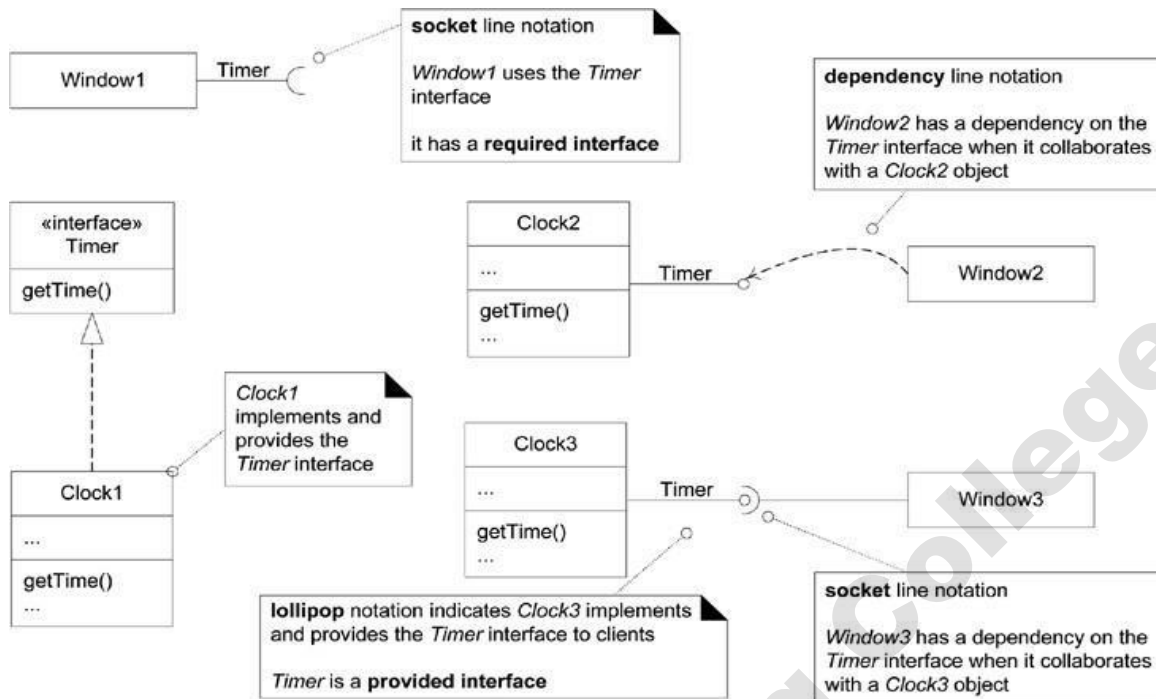 Window1
Timer
socket line notation
Window1 uses the Timer
interface
it has a required interface
dependency line notation
Window2 has a dependency on the
Timer interface when it collaborates
with a Clock2 object
«interface»
Timer
getTime()
Clock2
...
getTime()
...
Timer
Window2
Clock1
implements and
provides the
Timer interface
Clock1
...
getTime()
...
Clock3
...
getTime()
...
Timer
Window3
lollipop notation indicates Clock3 implements
and provides the Timer interface to clients
Timer is a provided interface
socket line notation
Window3 has a dependency on the
Timer interface when it collaborates
with a Clock3 object
College